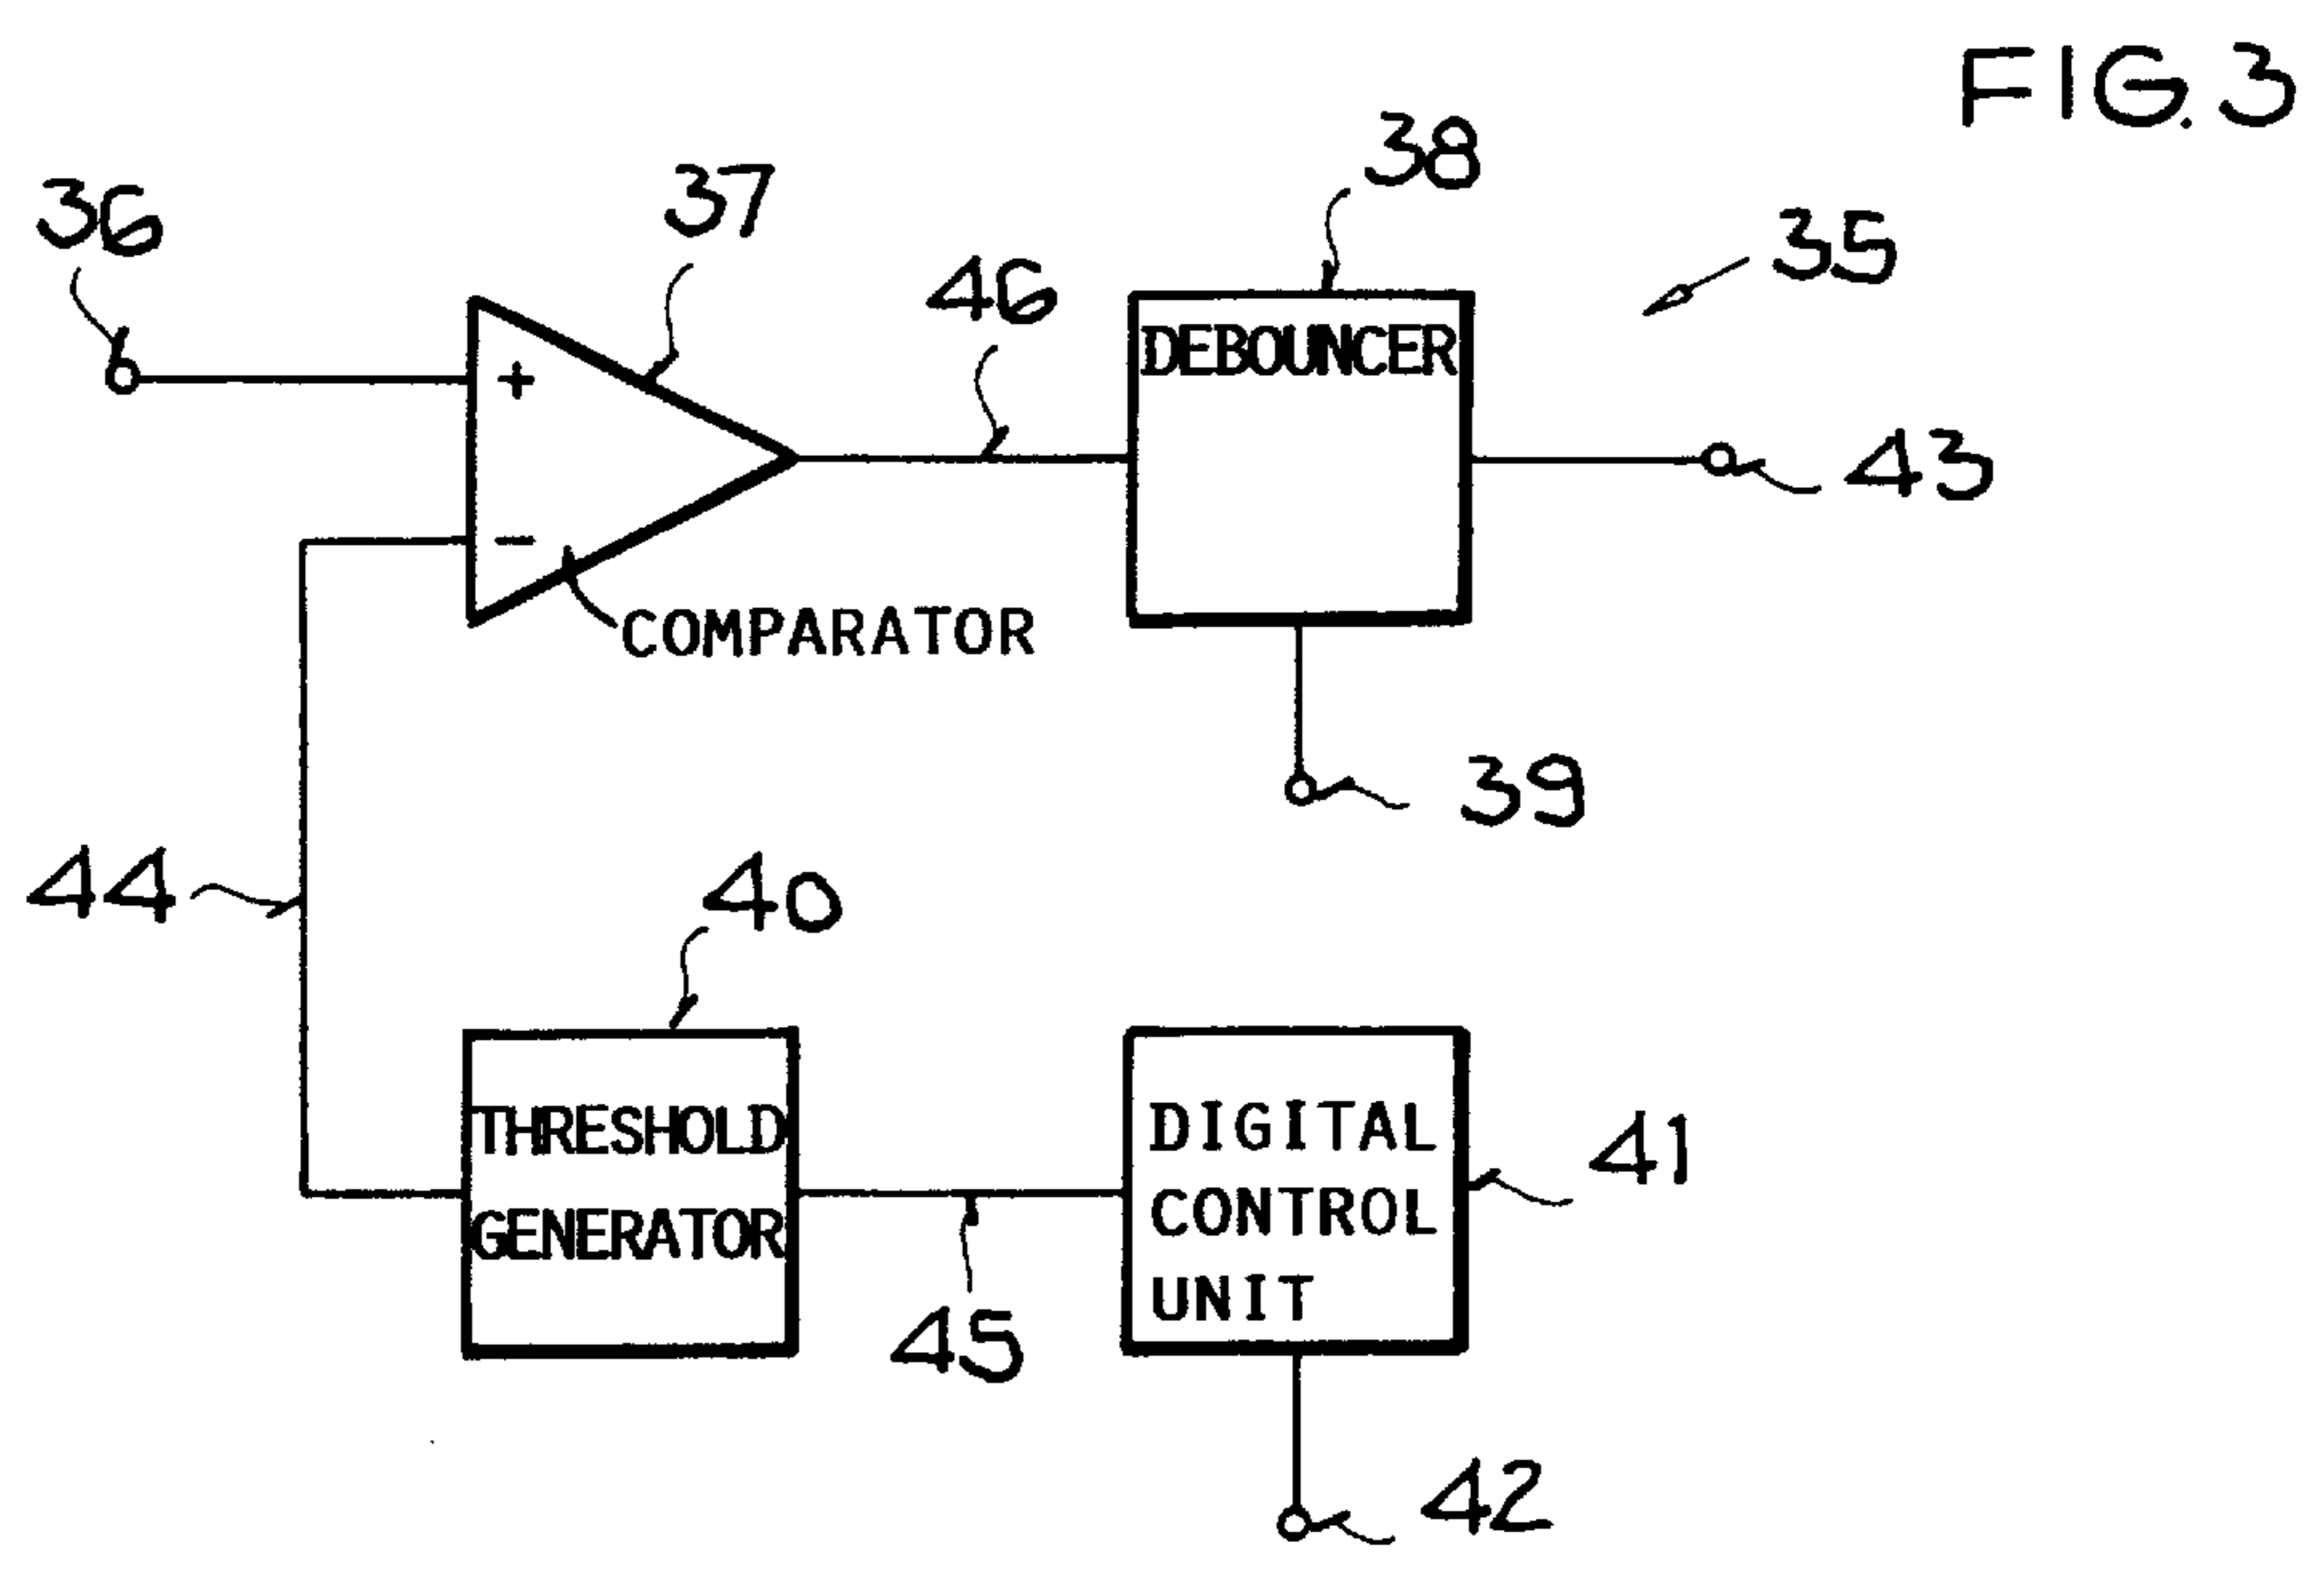 FIG. 3
38
37
36
35
46
DEBOUNCER
+
43
-
COMPARATOR
39
44
40
THRESHOLD
GENERATOR
DIGITAL
CONTROL
UNIT
41
45
42